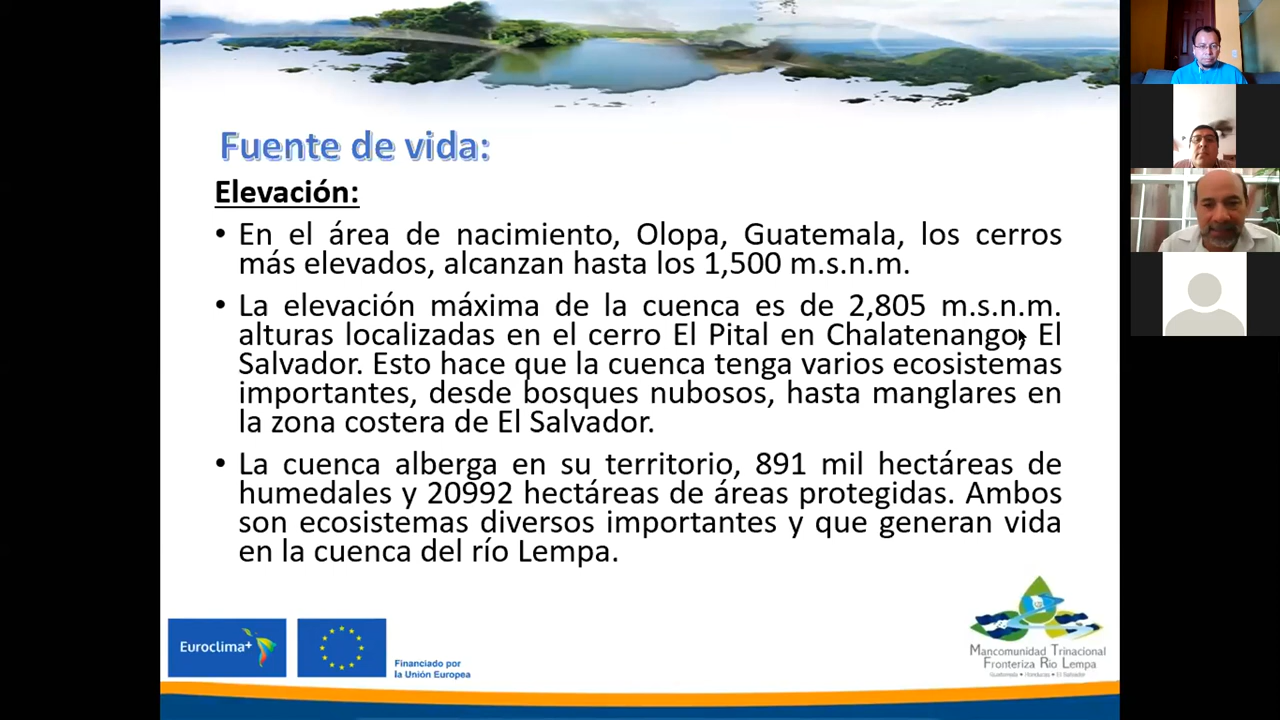 Fuente de vida:
Elevación:
• En el área de nacimiento, Olopa, Guatemala, los cerros
más elevados, alcanzan hasta los 1,500 m.s.n.m.
• La elevación máxima de la cuenca es de 2,805 m.s.n.m.
alturas localizadas en el cerro El Pital en Chalatenango, El
Salvador. Esto hace que la cuenca tenga varios ecosistemas
importantes, desde bosques nubosos, hasta manglares en
la zona costera de El Salvador.
• La cuenca alberga en su territorio, 891 mil hectáreas de
humedales y 20992 hectáreas de áreas protegidas. Ambos
son ecosistemas diversos importantes y que generan vida
en la cuenca del río Lempa.
Euroclima+
Financiado por
la Unión Europea
Mancomunidad Trinacional
Fronteriza Río Lempa
Guatemala • Honduras • El Salvador